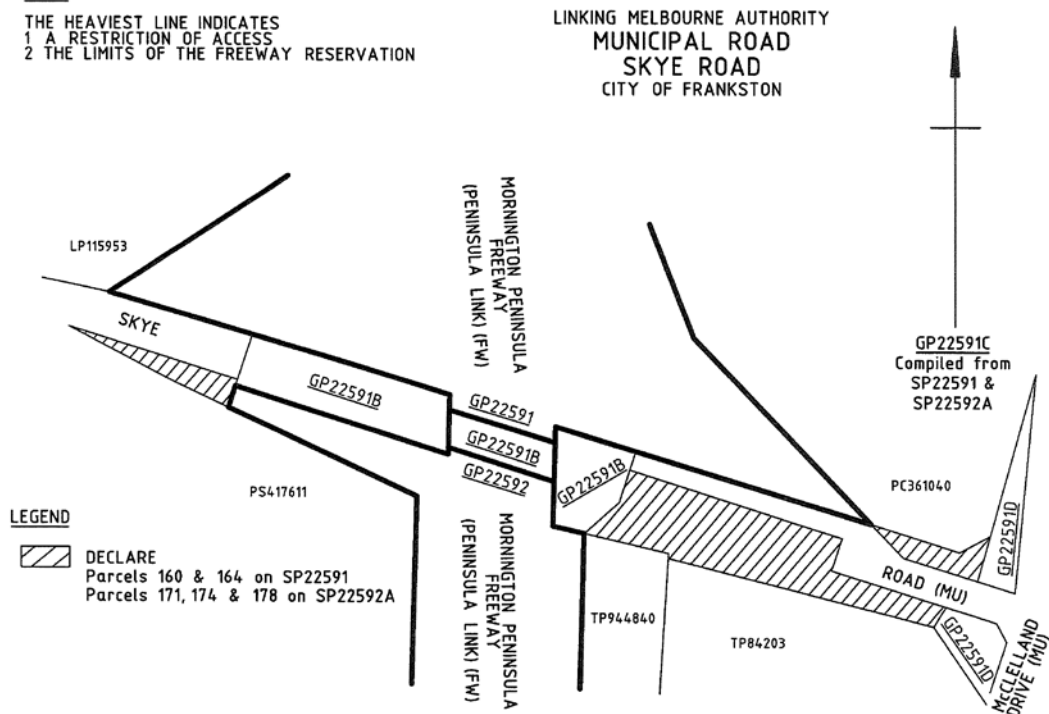 THE HEAVIEST LINE INDICATES
1 A RESTRICTION OF ACCESS
2 THE LIMITS OF THE FREEWAY RESERVATION
LINKING MELBOURNE AUTHORITY
MUNICIPAL ROAD
SKYE ROAD
CITY OF FRANKSTON
MORNINGTON PENINSULA
FREEWAY
(PENINSULA LINK) (FW)
LP115953
SKYE
GP22591C
Compiled from
SP22591 &
SP22592A
GP22591B
GP22591
GP22591B
GP22592
GP22591B
PC361040
GP22591D
PS417611
LEGEND
DECLARE
Parcels 160 & 164 on SP22591
Parcels 171, 174 & 178 on SP22592A
MORNINGTON PENINSULA
FREEWAY
(PENINSULA LINK) (FW)
ROAD (MU)
TP944840
TP84203
GP22591D
McCLELLAND
DRIVE (MU)